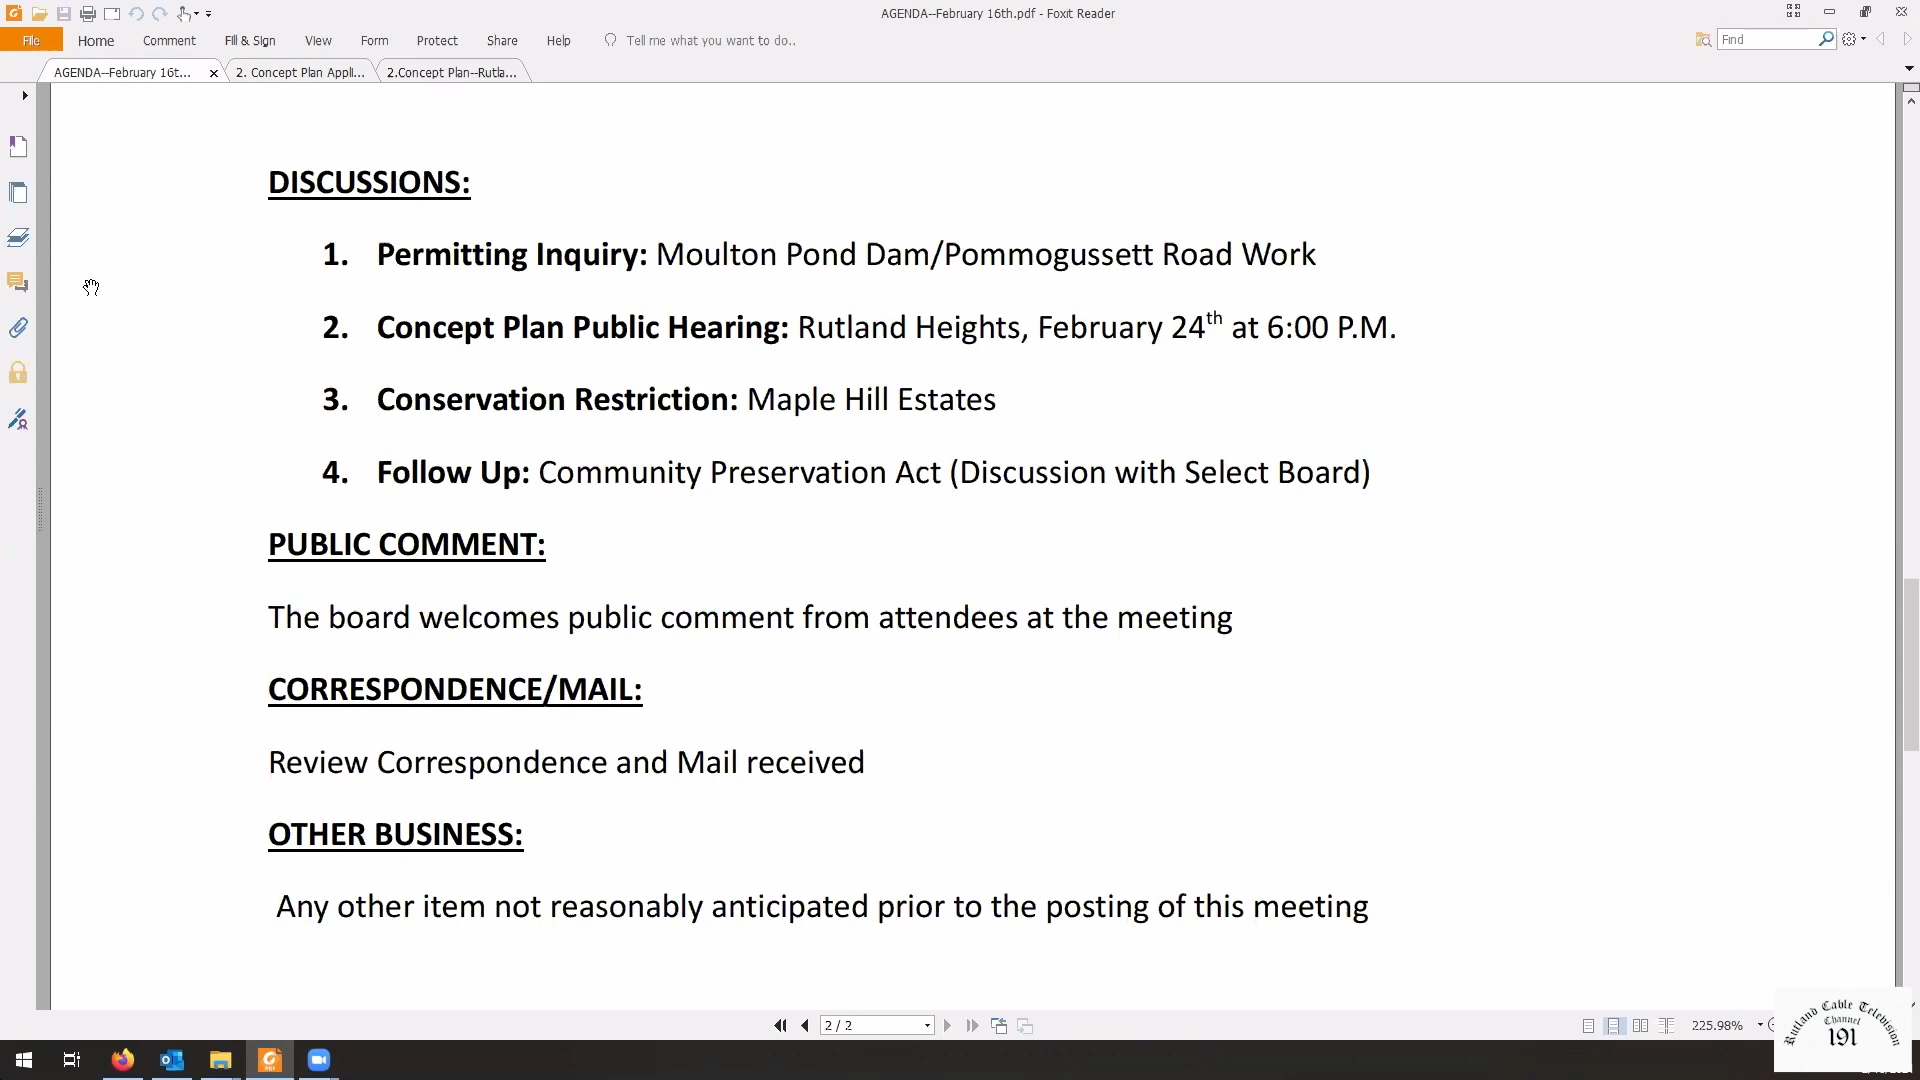 AGENDA--February 16th.pdf - Foxit Reader
File Home Comment Fill & Sign View Form Protect Share Help Tell me what you want to do.. Find
AGENDA--February 16t... 2. Concept Plan Appli... 2.Concept Plan--Rutla...
DISCUSSIONS:
1. Permitting Inquiry: Moulton Pond Dam/Pommogussett Road Work
2. Concept Plan Public Hearing: Rutland Heights, February 24th at 6:00 P.M.
3. Conservation Restriction: Maple Hill Estates
4. Follow Up: Community Preservation Act (Discussion with Select Board)
PUBLIC COMMENT:
The board welcomes public comment from attendees at the meeting
CORRESPONDENCE/MAIL:
Review Correspondence and Mail received
OTHER BUSINESS:
Any other item not reasonably anticipated prior to the posting of this meeting
2 / 2 225.98%
Rutland Cable Television
Channel
191